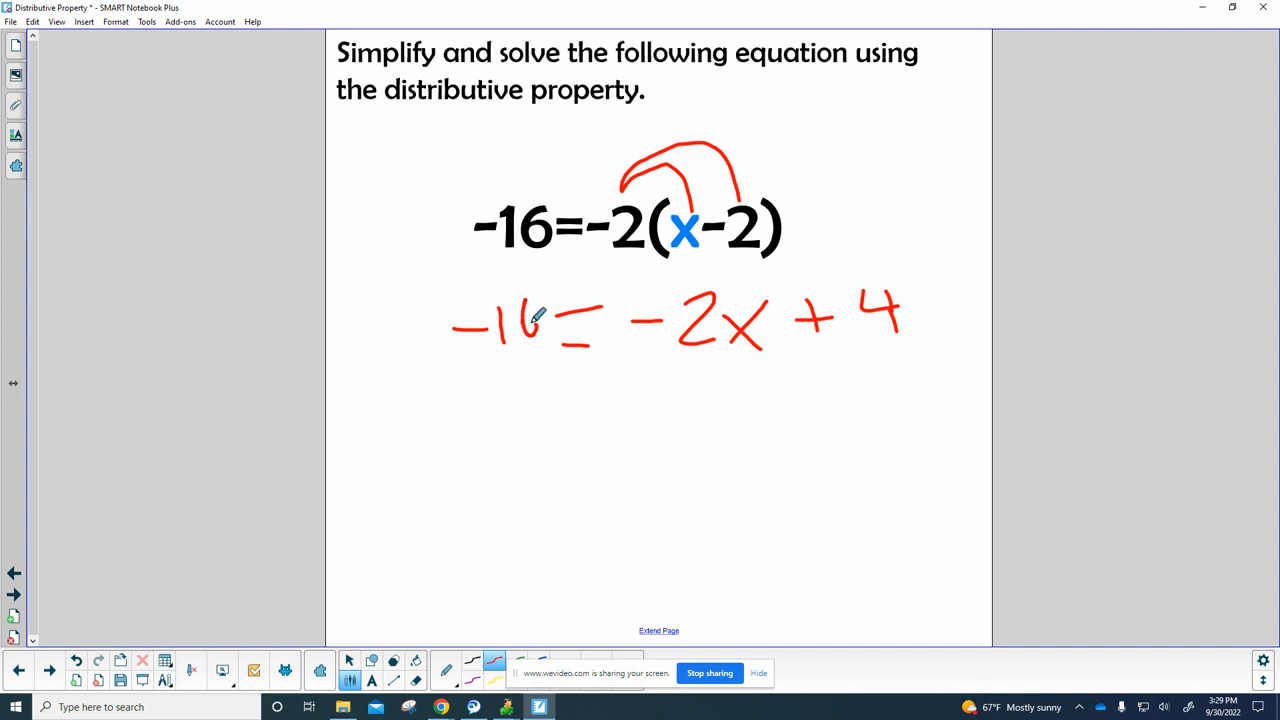 Distributive Property * - SMART Notebook Plus
File Edit View Insert Format Tools Add-ons Account Help
Simplify and solve the following equation using
the distributive property.
-16=-2(x-2)
-16 = -2x + 4
Extend Page
www.wevideo.com is sharing your screen. Stop sharing Hide
Type here to search
67°F Mostly sunny
3:29 PM
9/30/2022